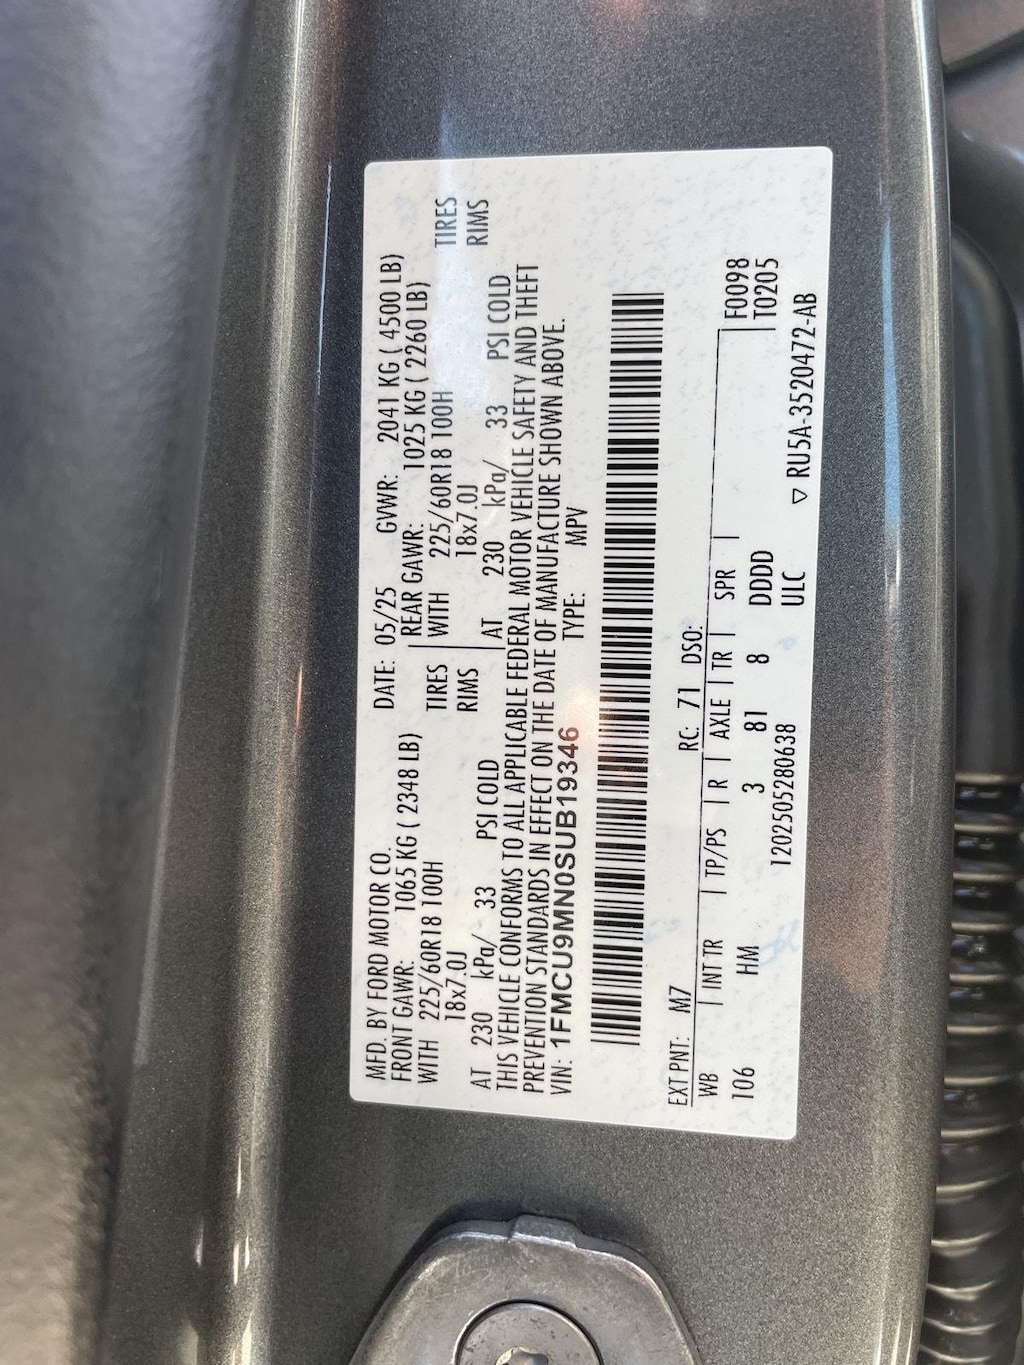 MFD. BY FORD MOTOR CO.
DATE: 05/25 GVWR: 2041 KG ( 4500 LB)
FRONT GAWR: 1065 KG ( 2348 LB)
REAR GAWR: 1025 KG ( 2260 LB)
WITH 225/60R18 100H TIRES
WITH 225/60R18 100H TIRES
18x7.0J RIMS
18x7.0J RIMS
AT 230 kPa/ 33 PSI COLD
AT 230 kPa/ 33 PSI COLD
THIS VEHICLE CONFORMS TO ALL APPLICABLE FEDERAL MOTOR VEHICLE SAFETY AND THEFT
PREVENTION STANDARDS IN EFFECT ON THE DATE OF MANUFACTURE SHOWN ABOVE.
VIN: 1FMCU9MN0SUB19346 TYPE: MPV
EXT PNT: M7 RC: 71 DSO:
WB | INT TR | TP/PS | R | AXLE | TR | SPR | F0098
106 HM 3 81 8 DDDD T0205
120250528063B ULC
▽ RU5A-3520472-AB